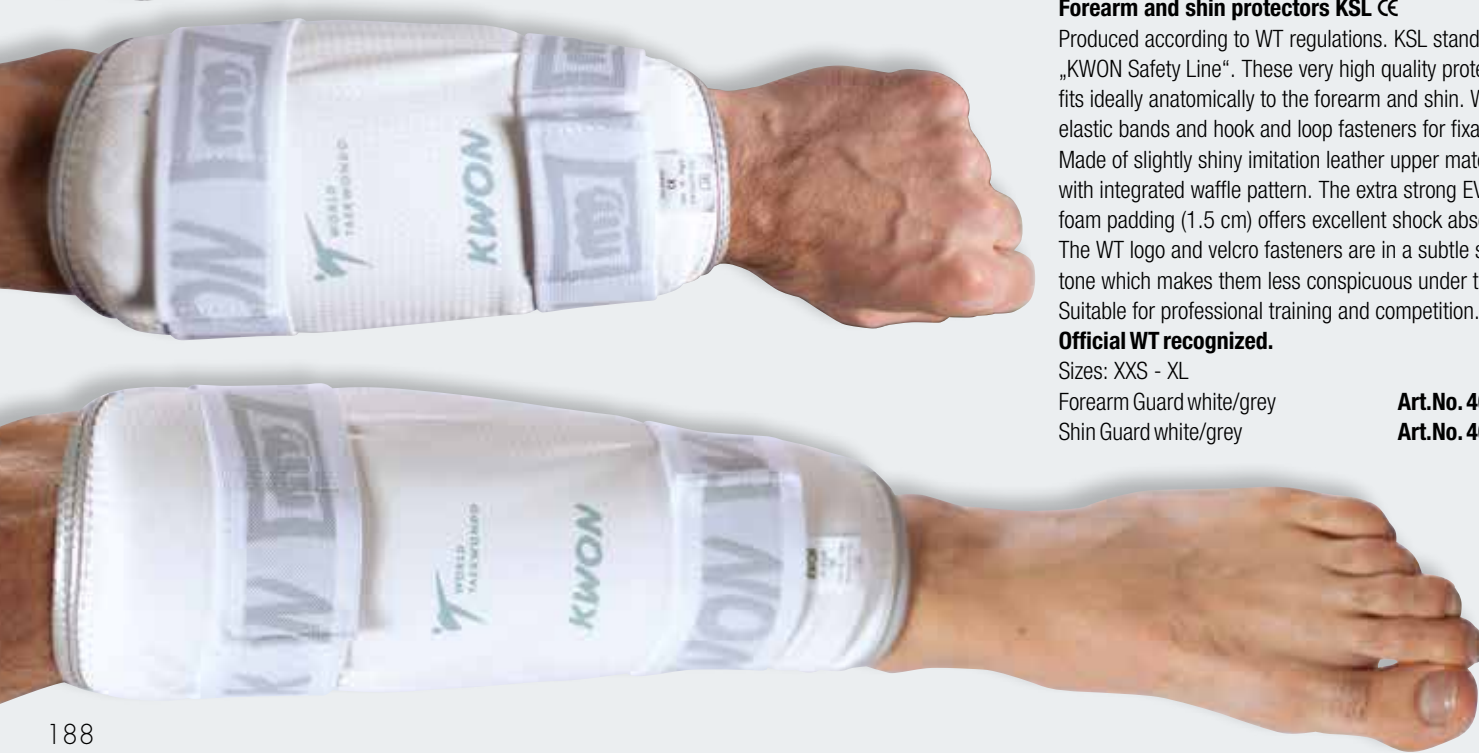 Forearm and shin protectors KSL CE
Produced according to WT regulations. KSL stand
„KWON Safety Line“. These very high quality prote
fits ideally anatomically to the forearm and shin. W
elastic bands and hook and loop fasteners for fixa
Made of slightly shiny imitation leather upper mate
with integrated waffle pattern. The extra strong EV
foam padding (1.5 cm) offers excellent shock abso
The WT logo and velcro fasteners are in a subtle s
tone which makes them less conspicuous under t
Suitable for professional training and competition.
Official WT recognized.
Sizes: XXS - XL
Forearm Guard white/grey Art.No. 40
Shin Guard white/grey Art.No. 40
WORLD
TAEKWONDO
KWON
ON
WORLD
TAEKWONDO
KWON
WON
188